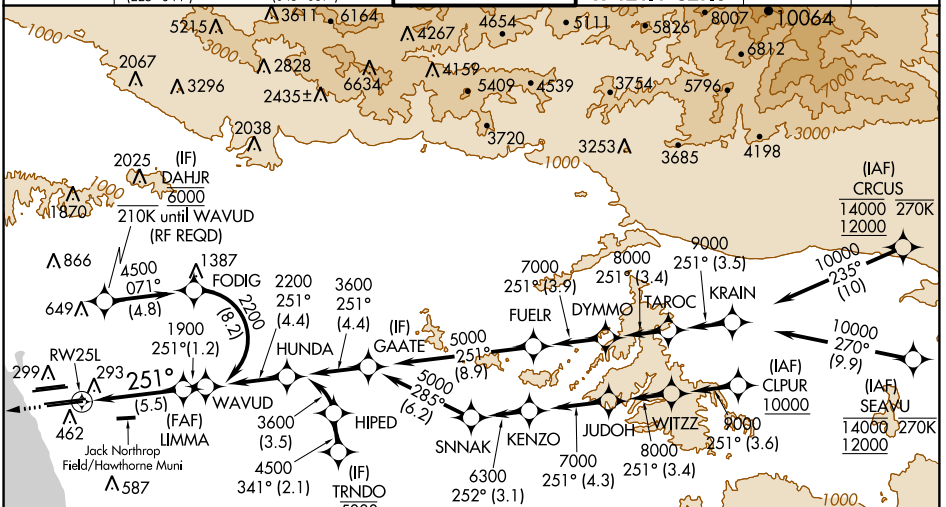 3611
6164
5215
4654
5111
5826
8007
10064
4267
1000
3000
6812
2067
2828
3296
2435±
6634
4159
5409
4539
3754
5796
2038
3720
3253
3685
4198
3000
1000
2025
(IF)
DAHJR
6000
210K until WAVUD
(RF REQD)
1000
1870
(IAF)
CRCUS
14000 270K
12000
866
4500
071°
(4.8)
649
1387
FODIG
2200
(8.2)
2200
251°
(4.4)
3600
251°
(4.4)
7000
251° (3.9)
8000
251° (3.4)
9000
251° (3.5)
10000
235°
(10)
1900
251°(1.2)
FUELR
DYMMO
TAROC
KRAIN
HUNDA
(IF)
GAATE
5000
251°
(8.9)
10000
270°
(9.9)
RW25L
299
293
251°
(5.5)
(FAF)
LIMMA
WAVUD
5000
285°
(6.2)
(IAF)
CLPUR
10000
(IAF)
SEAVU
14000 270K
12000
462
Jack Northrop
Field/Hawthorne Muni
587
3600
(3.5)
HIPED
4500
341° (2.1)
(IF)
TRNDO
SNNAK
KENZO
JUDOH
WITZZ
6300
252° (3.1)
7000
251° (4.3)
8000
251° (3.4)
9000
251° (3.6)
1000